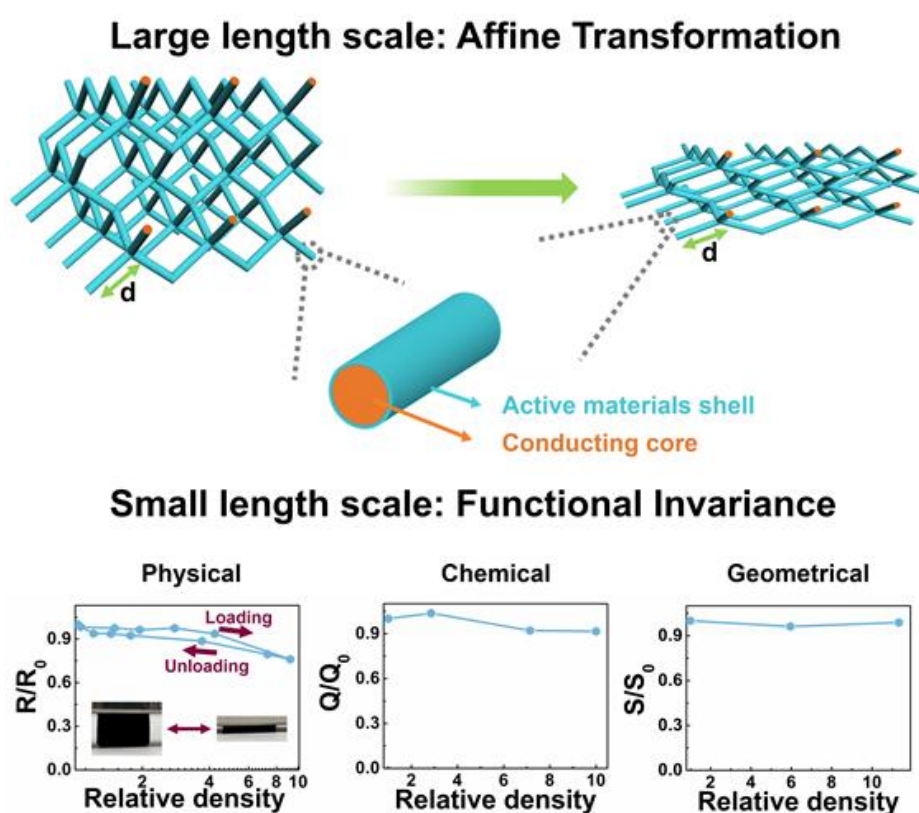 Large length scale: Affine Transformation
d
d
Active materials shell
Conducting core
Small length scale: Functional Invariance
Physical
Chemical
Geometrical
R/R0
0.9
0.6
0.3
0.0
Loading
Unloading
2
4
6
8
10
Relative density
Q/Q0
0.9
0.6
0.3
0.0
2
4
6
8
10
Relative density
S/S0
0.9
0.6
0.3
0.0
2
4
6
8
10
Relative density